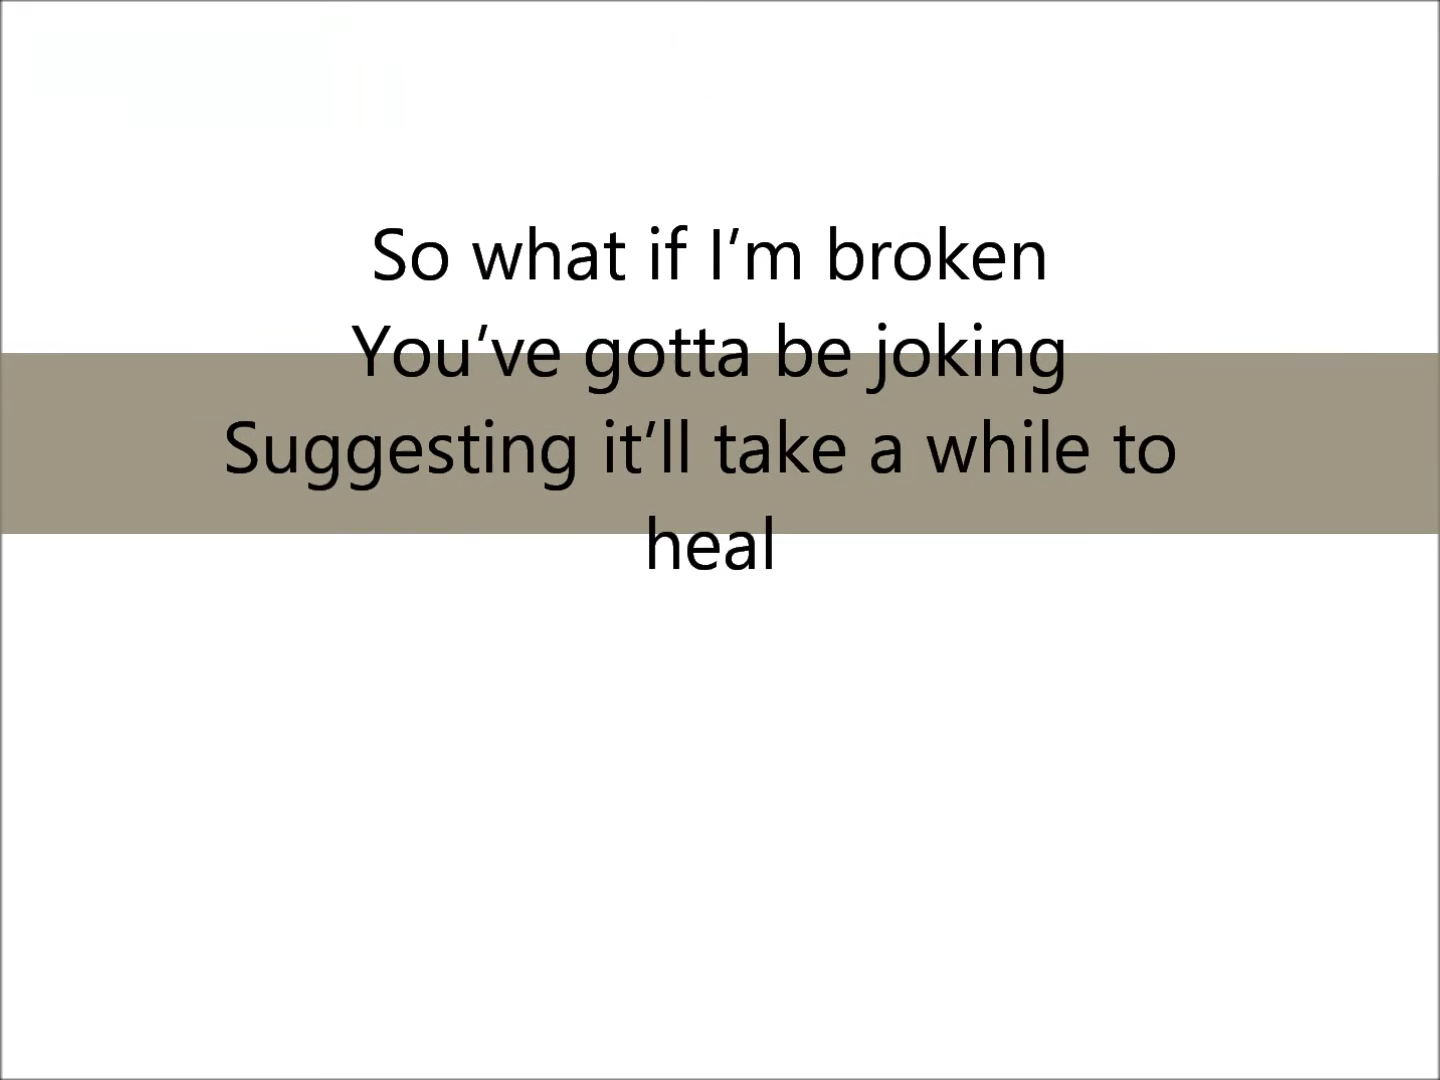 So what if I’m broken
You’ve gotta be joking
Suggesting it’ll take a while to
heal